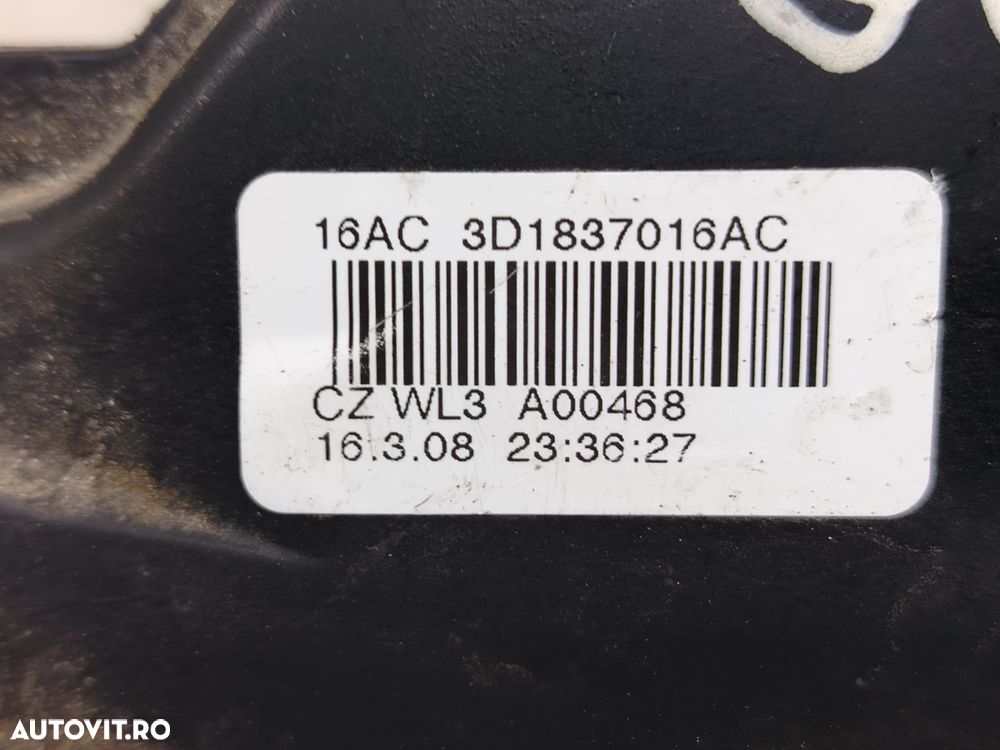 16AC 3D1837016AC
CZ WL3 A00468
16.3.08 23:36:27
AUTOVIT.RO